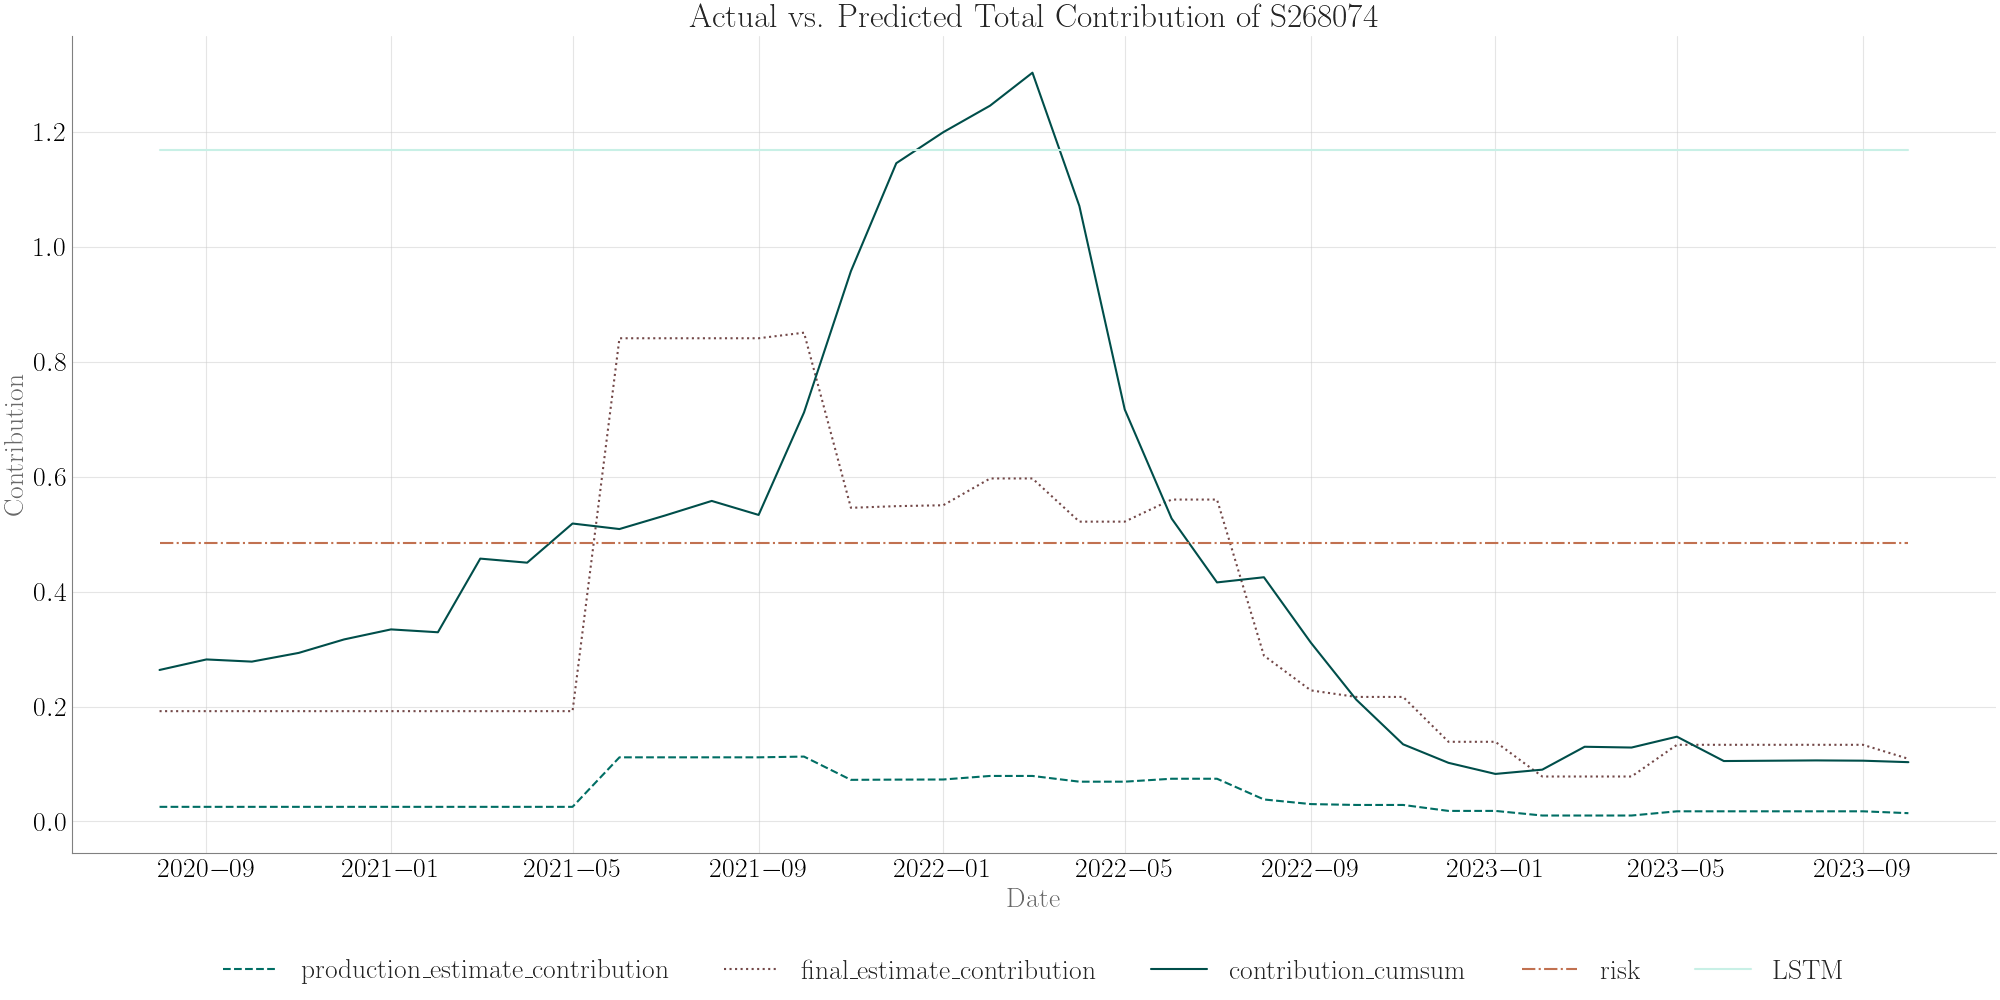 Actual vs. Predicted Total Contribution of S268074
1.2
1.0
0.8
0.6
0.4
0.2
0.0
Contribution
2020−09 2021−01 2021−05 2021−09 2022−01 2022−05 2022−09 2023−01 2023−05 2023−09
Date
production_estimate_contribution final_estimate_contribution contribution_cumsum risk LSTM